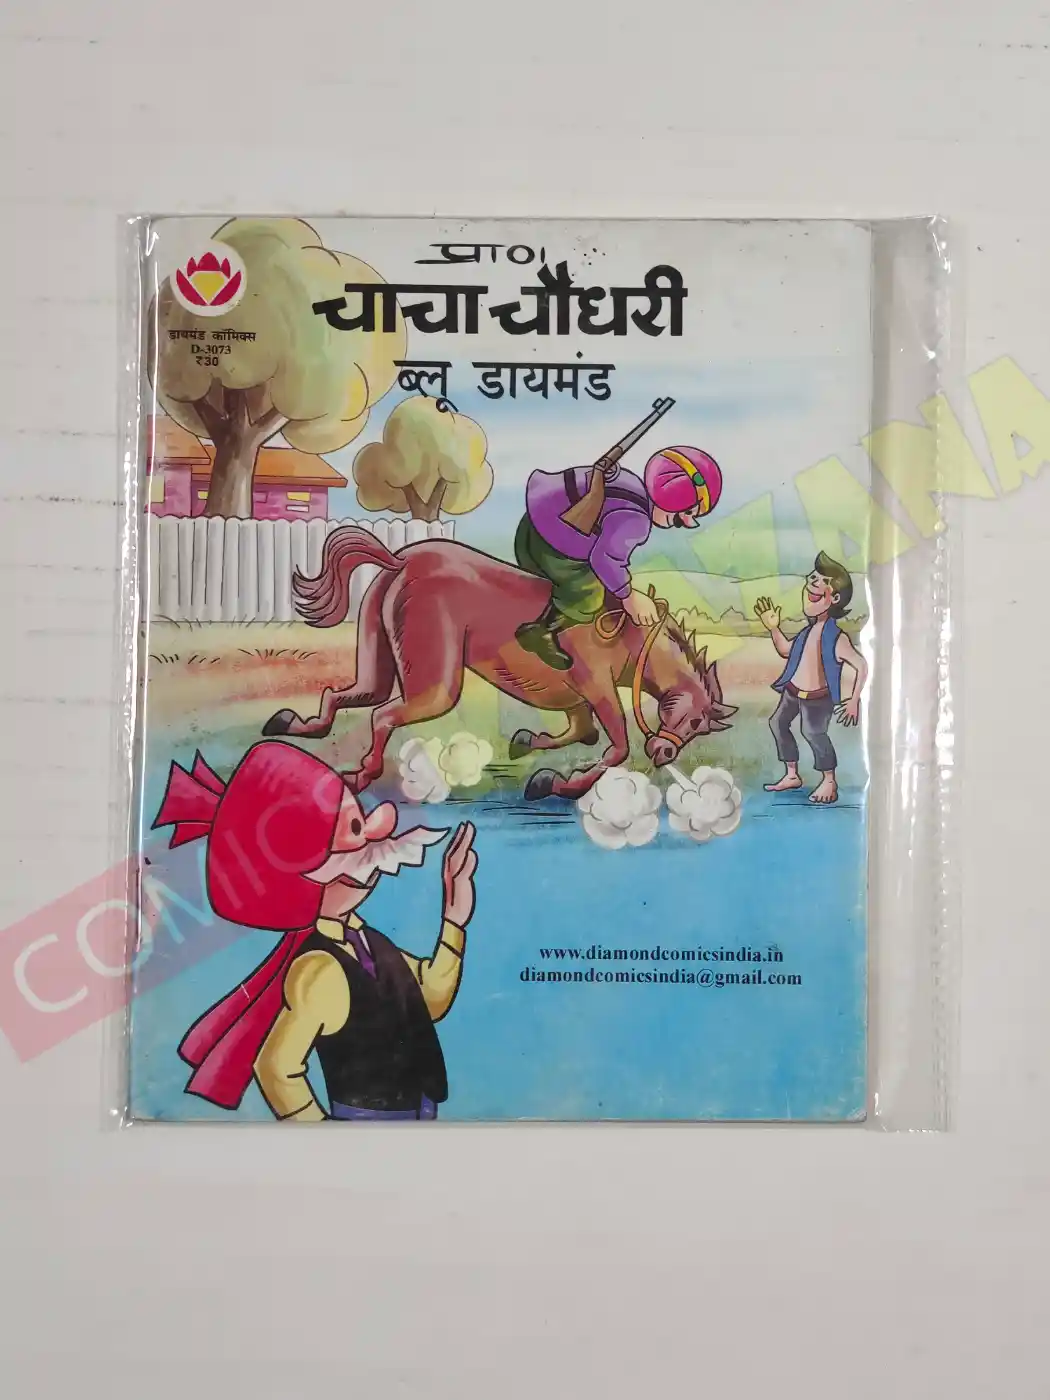 प्राण
चाचा चौधरी
ब्लू डायमंड
डायमंड कॉमिक्स
D-3073
₹30
www.diamondcomicsindia.in
diamondcomicsindia@gmail.com